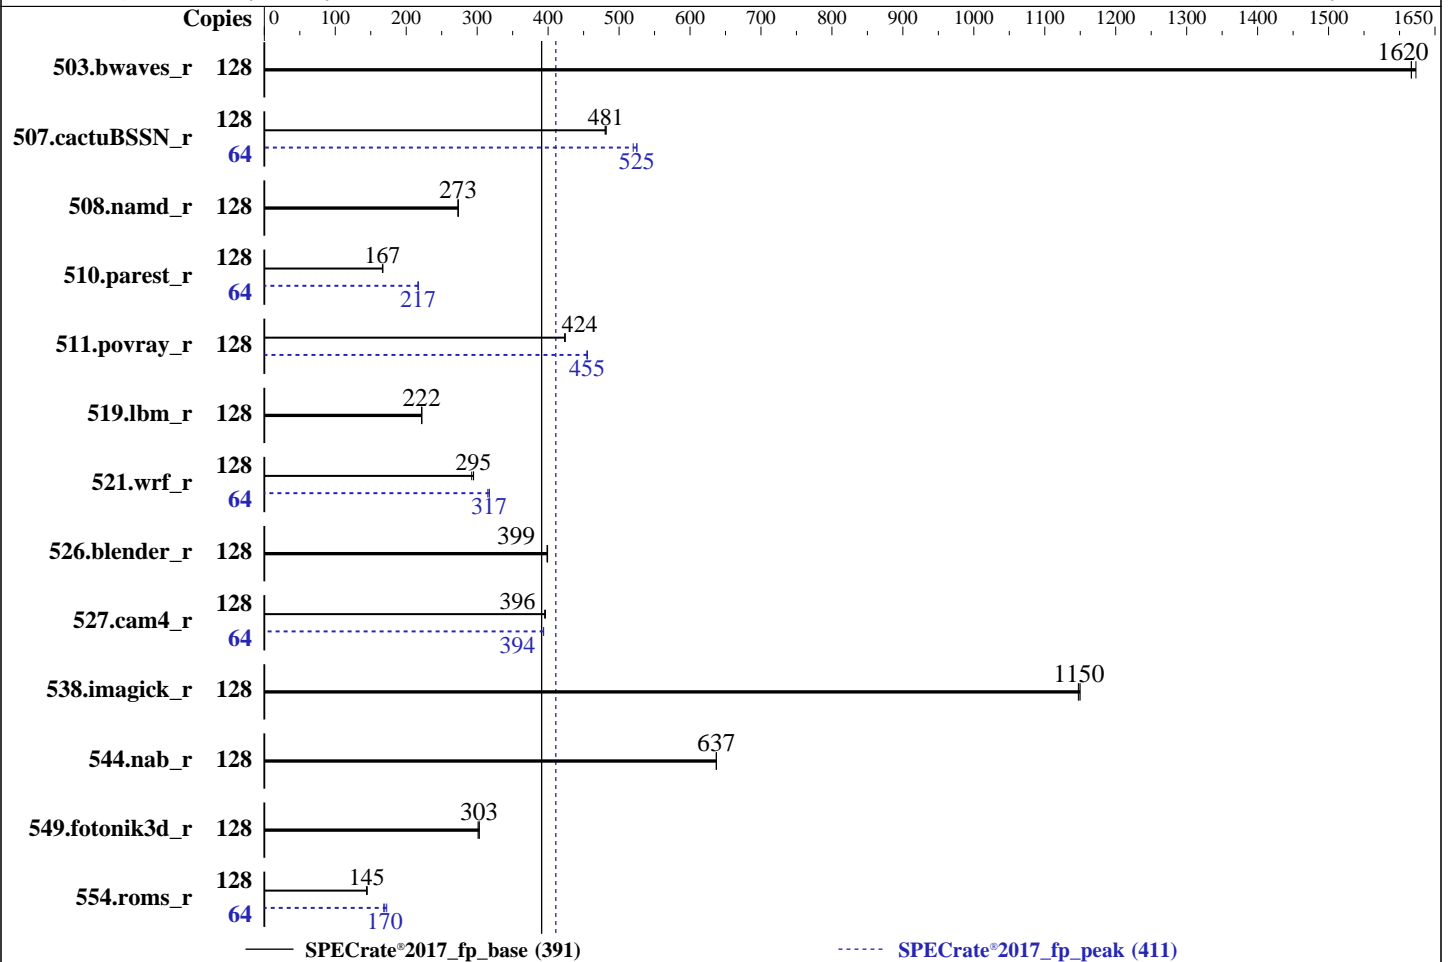 Copies 0 100 200 300 400 500 600 700 800 900 1000 1100 1200 1300 1400 1500 1650
503.bwaves_r 128 1620
507.cactuBSSN_r 128 481
64 525
508.namd_r 128 273
510.parest_r 128 167
64 217
511.povray_r 128 424
455
519.lbm_r 128 222
521.wrf_r 128 295
64 317
526.blender_r 128 399
527.cam4_r 128 396
64 394
538.imagick_r 128 1150
544.nab_r 128 637
549.fotonik3d_r 128 303
554.roms_r 128 145
64 170
SPECrate®2017_fp_base (391) SPECrate®2017_fp_peak (411)